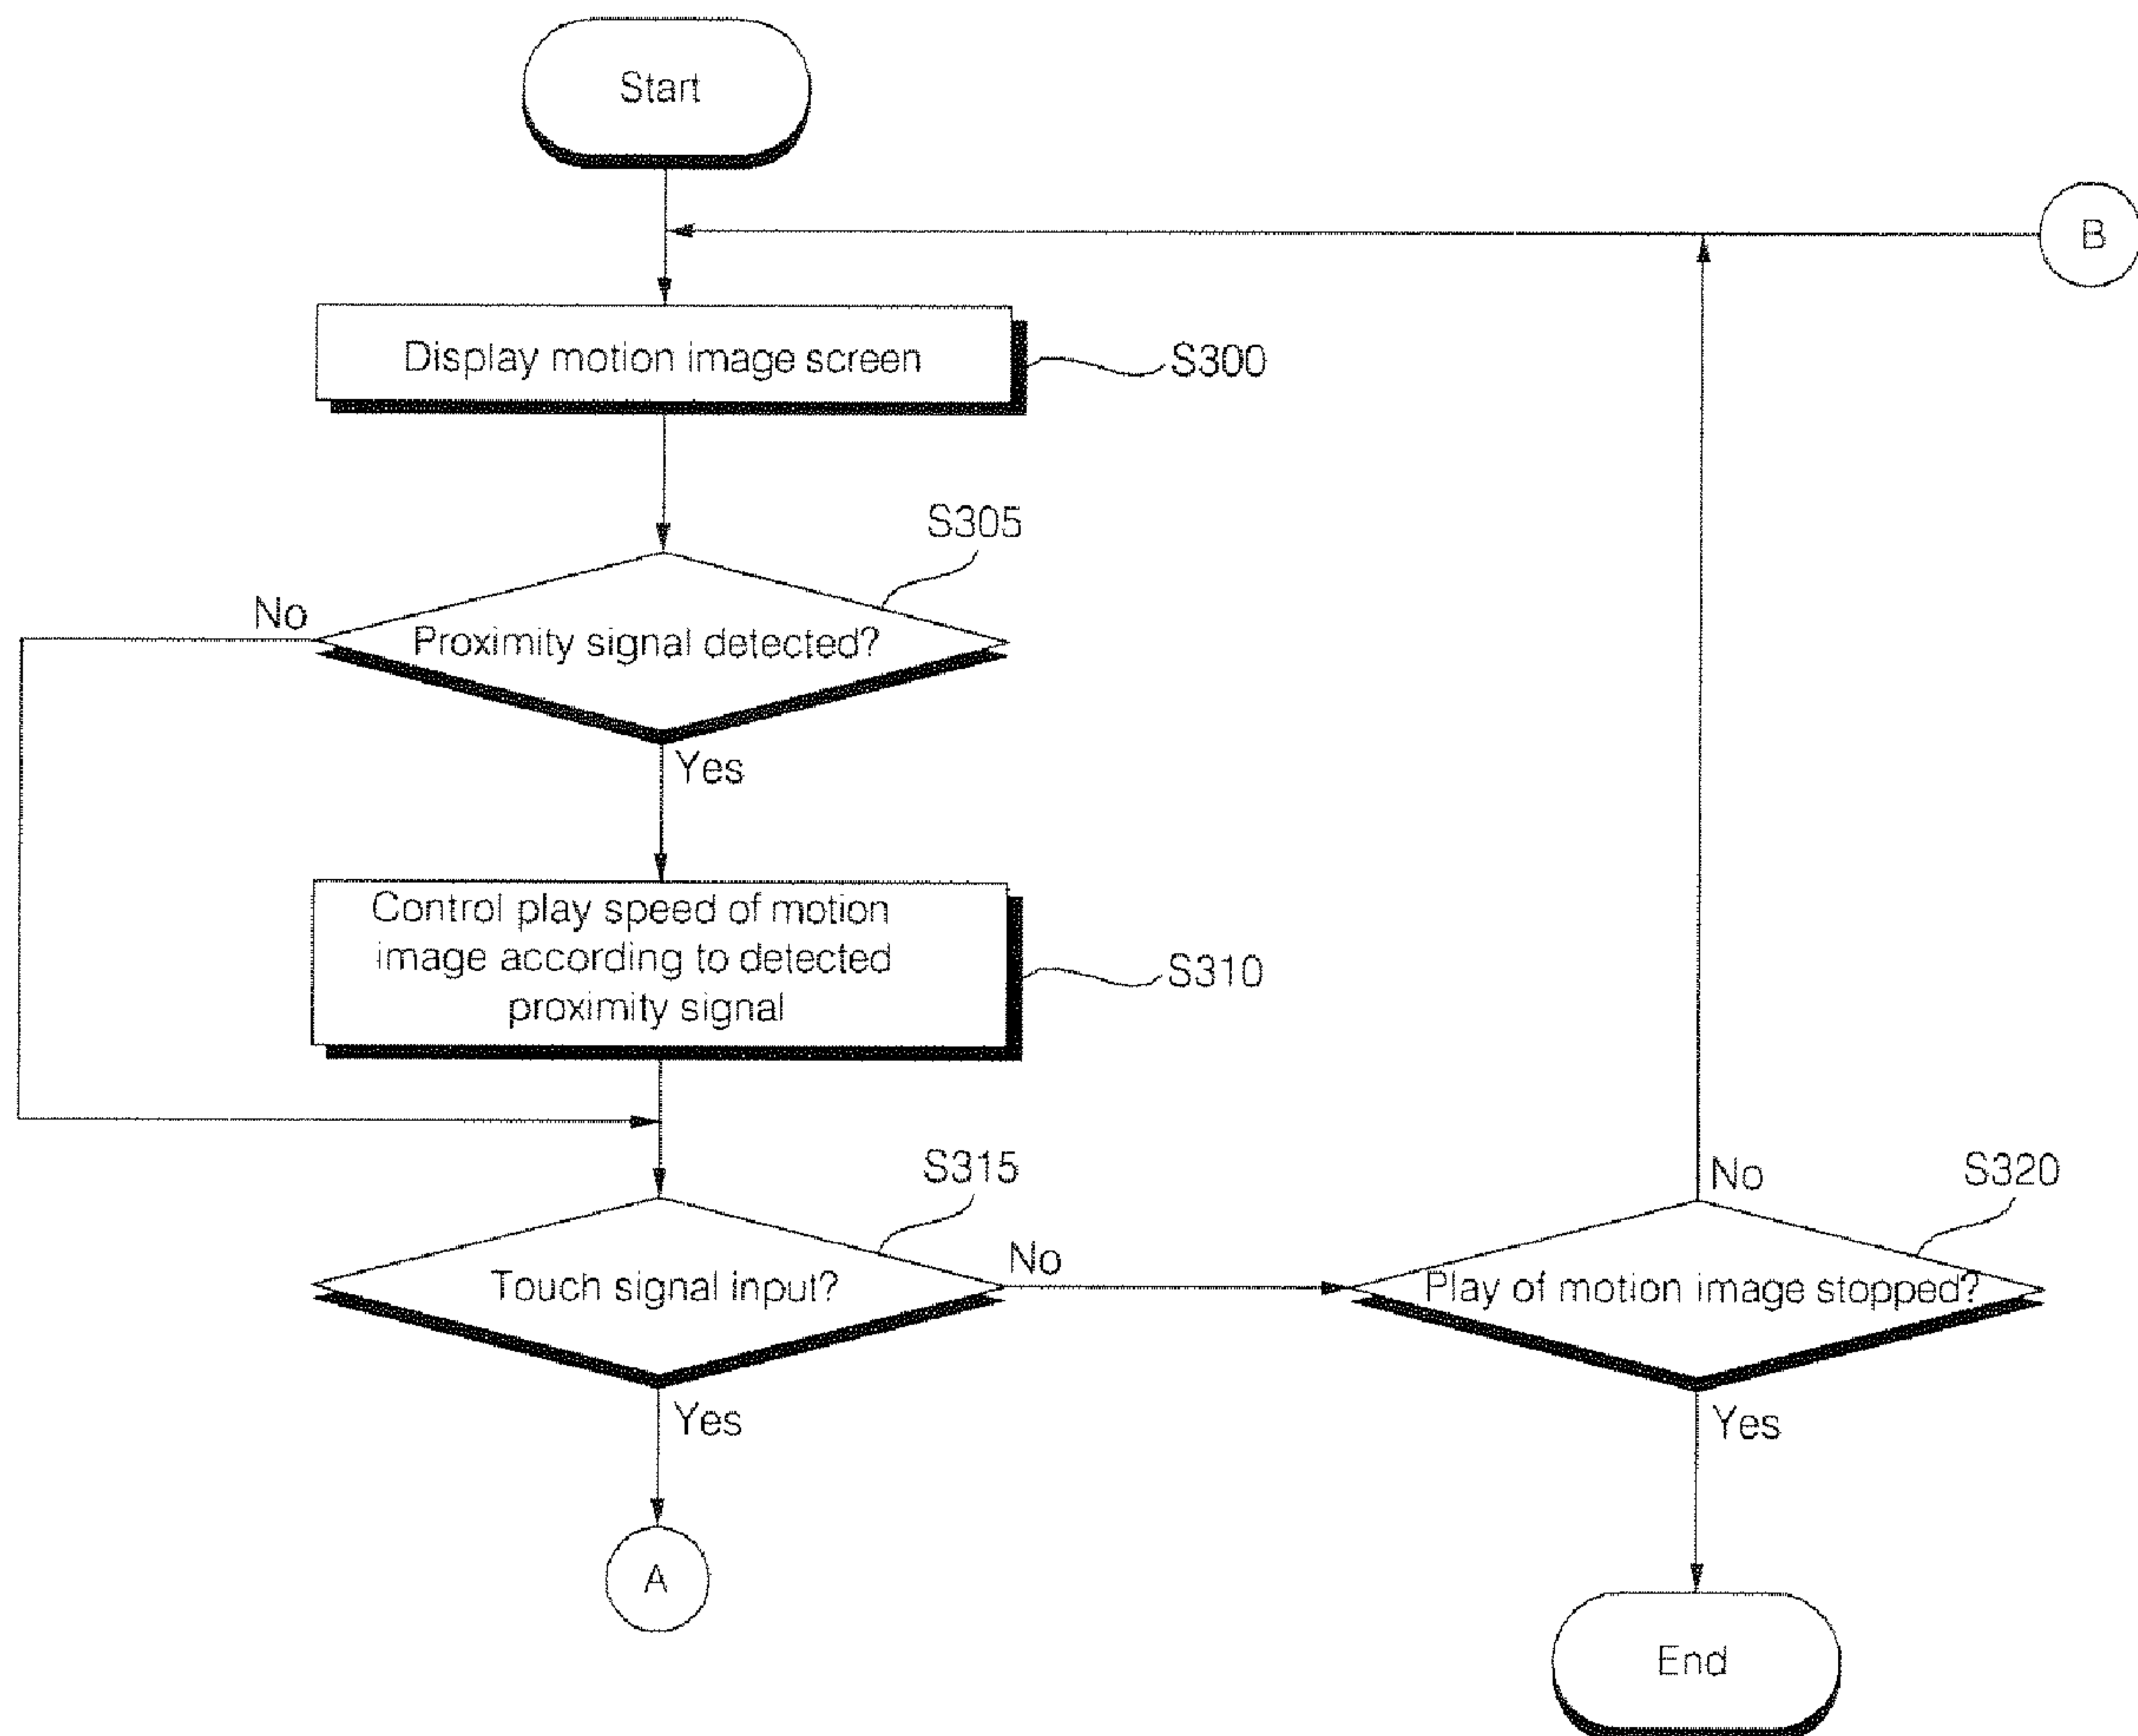 Start
B
Display motion image screen
S300
S305
No
Proximity signal detected?
Yes
Control play speed of motion
image according to detected
proximity signal
S310
S315
No
S320
Touch signal input?
No
Play of motion image stopped?
Yes
Yes
A
End